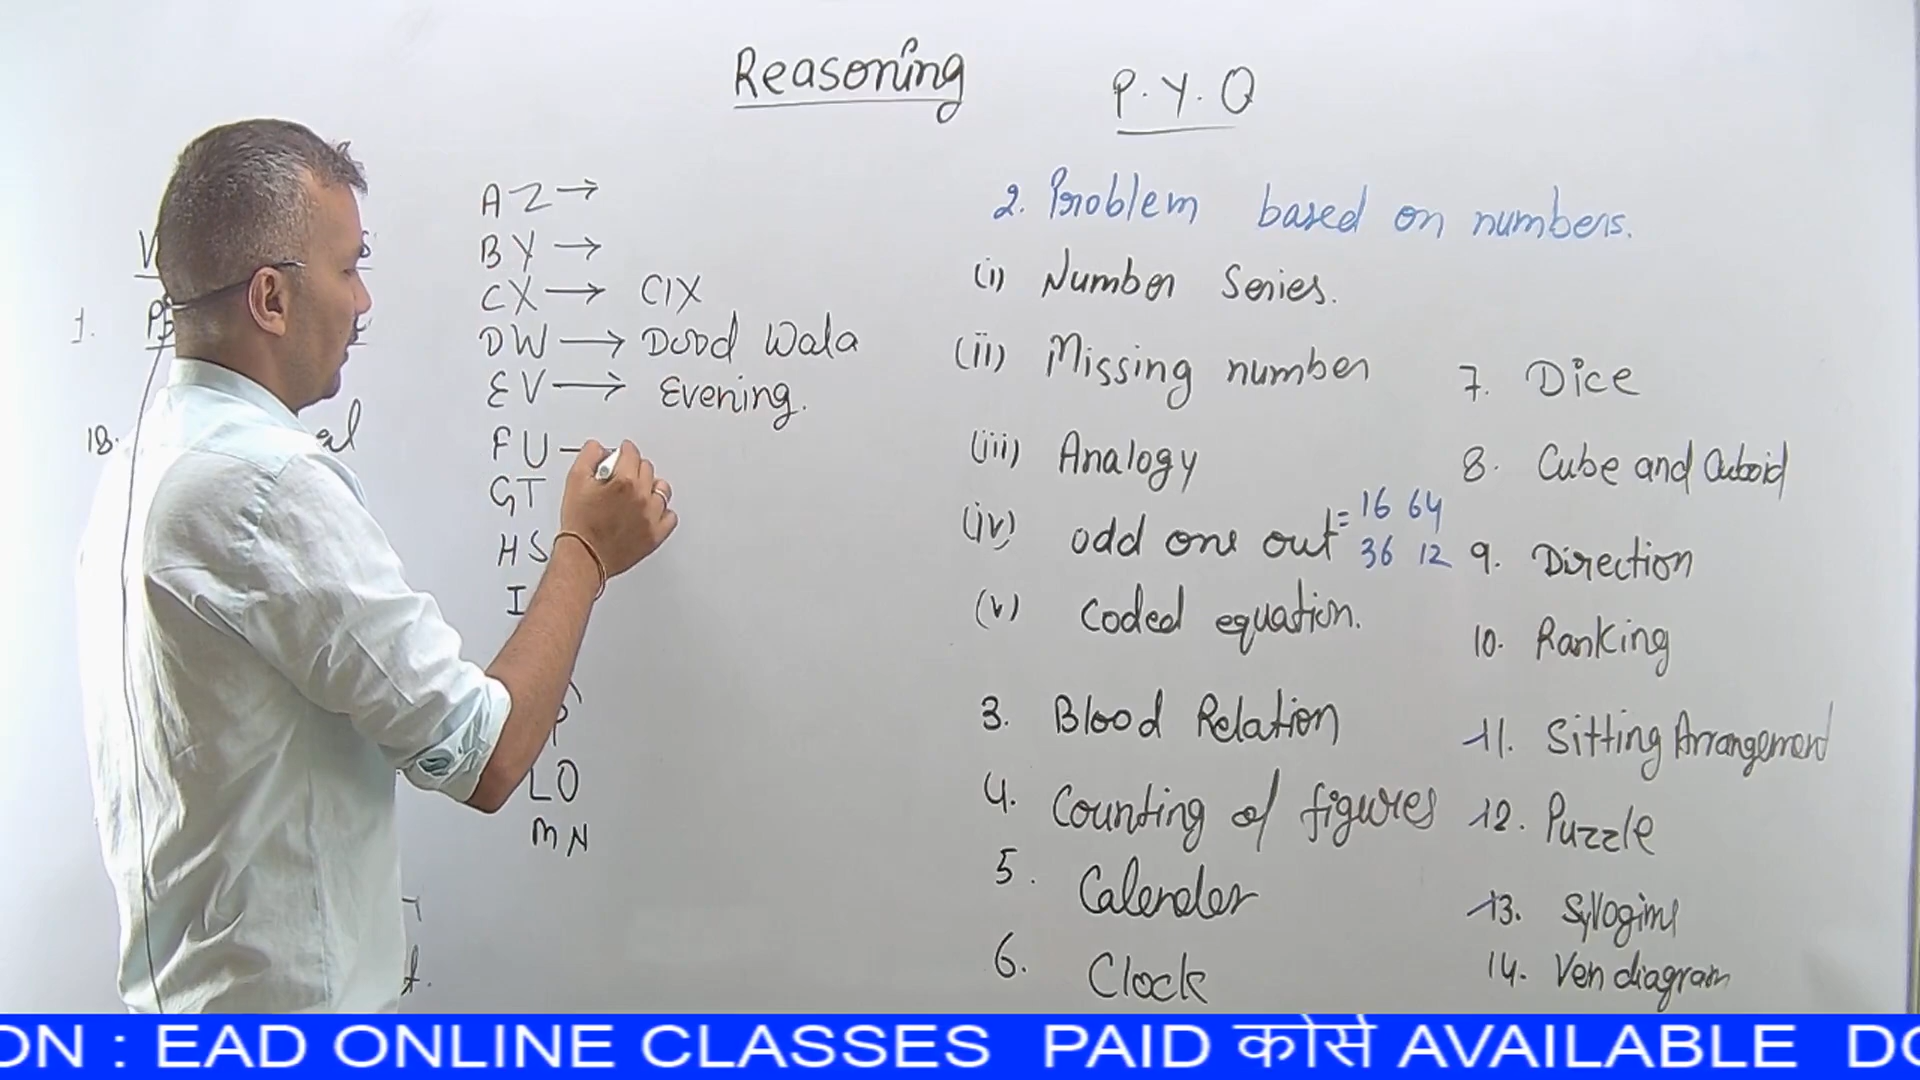 Reasoning
P.Y.Q
1.
18.
AZ →
BY →
CX → CIX
DW → Dood Wala
EV → Evening.
FU
GT
HS
I
P
LO
MN
2. Problem based on numbers.
(i) Number Series.
(ii) Missing number
(iii) Analogy
(iv) odd one out = 16 64
36 12
(v) Coded equation.
3. Blood Relation
4. Counting of figures
5. Calender
6. Clock
7. Dice
8. Cube and Cuboid
9. Direction
10. Ranking
11. Sitting Arrangement
12. Puzzle
13. Sylogims
14. Ven diagram
ON : EAD ONLINE CLASSES PAID कोर्स AVAILABLE DO